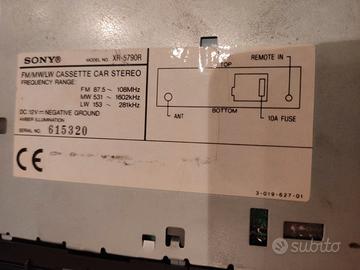 SONY® MODEL NO. XR-5790R
FM/MW/LW CASSETTE CAR STEREO
FREQUENCY RANGE:
FM 87.5 ~ 108MHz
MW 531 ~ 1602kHz
LW 153 ~ 281kHz
DC 12V ⎓ NEGATIVE GROUND
AMBER ILLUMINATION
SERIAL NO. 615320
CE
TOP
REMOTE IN
ANT
BOTTOM
10A FUSE
3-019-627-01
subito